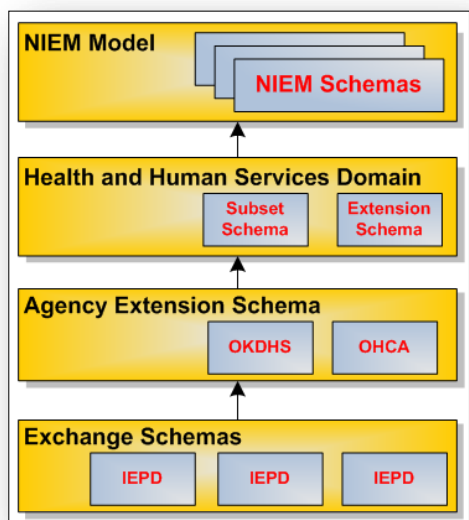 NIEM Model
NIEM Schemas
Health and Human Services Domain
Subset
Schema
Extension
Schema
Agency Extension Schema
OKDHS
OHCA
Exchange Schemas
IEPD
IEPD
IEPD